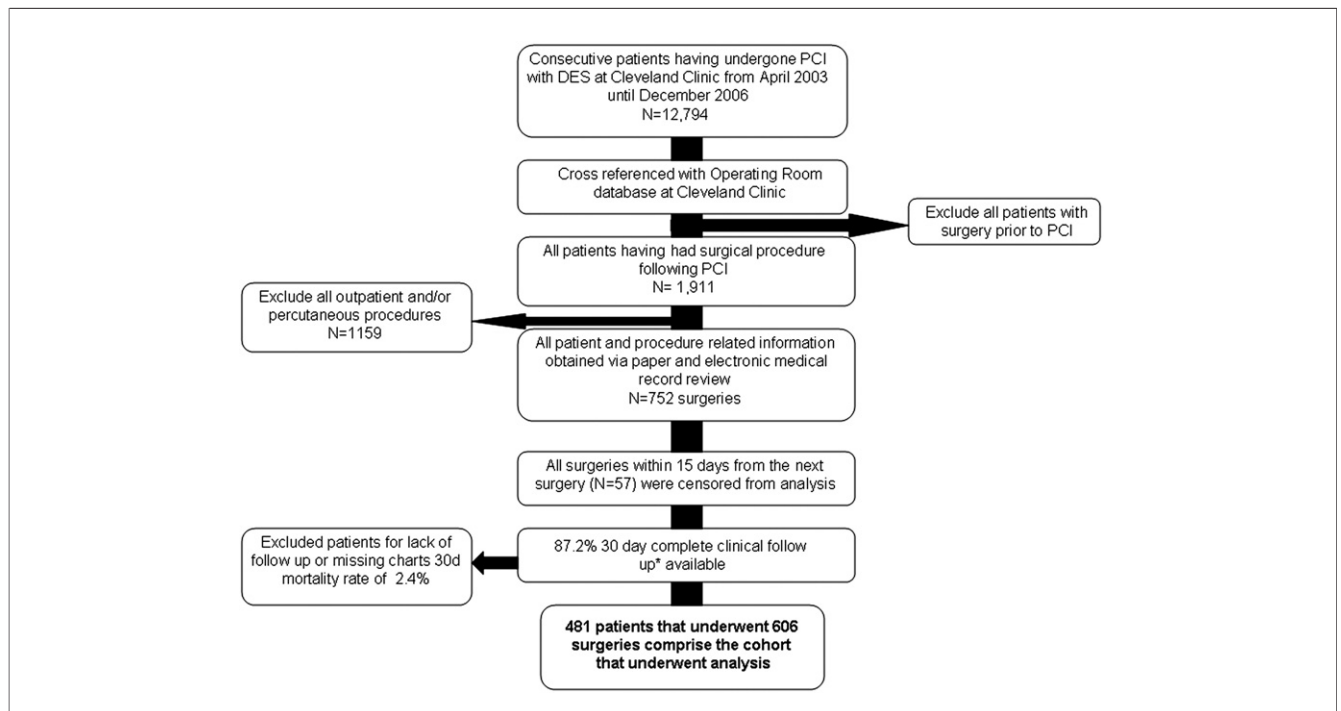 Consecutive patients having undergone PCI
with DES at Cleveland Clinic from April 2003
until December 2006
N=12,794
Cross referenced with Operating Room
database at Cleveland Clinic
Exclude all patients with
surgery prior to PCI
All patients having had surgical procedure
following PCI
N= 1,911
Exclude all outpatient and/or
percutaneous procedures
N=1159
All patient and procedure related information
obtained via paper and electronic medical
record review
N=752 surgeries
All surgeries within 15 days from the next
surgery (N=57) were censored from analysis
Excluded patients for lack of
follow up or missing charts 30d
mortality rate of 2.4%
87.2% 30 day complete clinical follow
up* available
481 patients that underwent 606
surgeries comprise the cohort
that underwent analysis